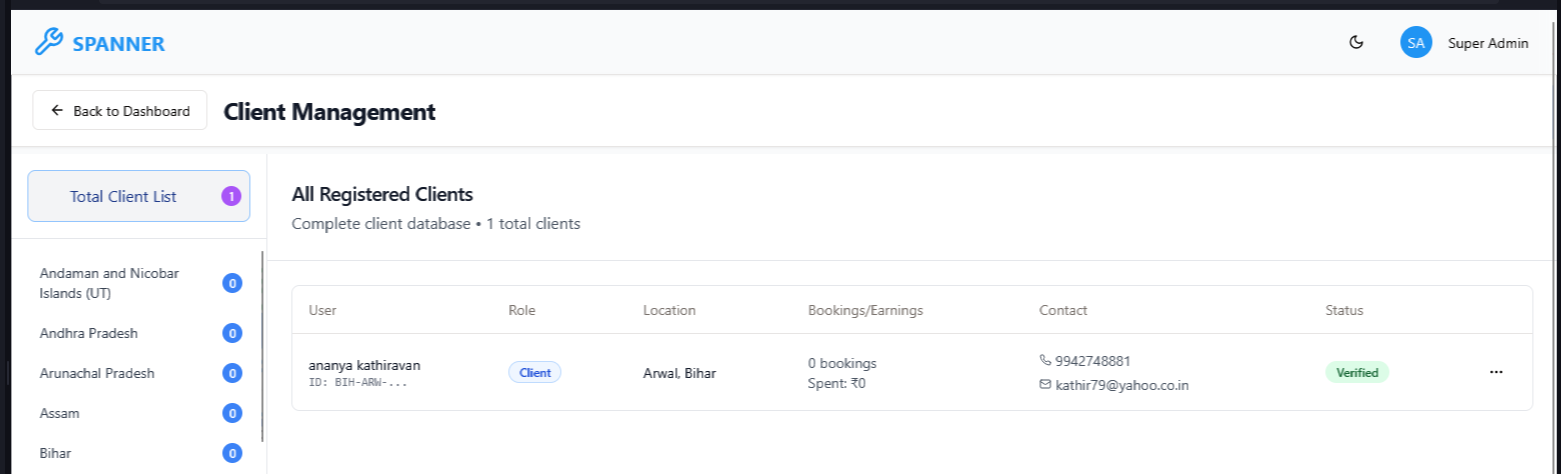 SPANNER
SA Super Admin
Back to Dashboard Client Management
Total Client List 1
All Registered Clients
Complete client database • 1 total clients
Andaman and Nicobar
Islands (UT) 0
Andhra Pradesh 0
Arunachal Pradesh 0
Assam 0
Bihar 0
User Role Location Bookings/Earnings Contact Status
ananya kathiravan
ID: BIH-ARW-...
Client
Arwal, Bihar
0 bookings
Spent: ₹0
9942748881
kathir79@yahoo.co.in
Verified